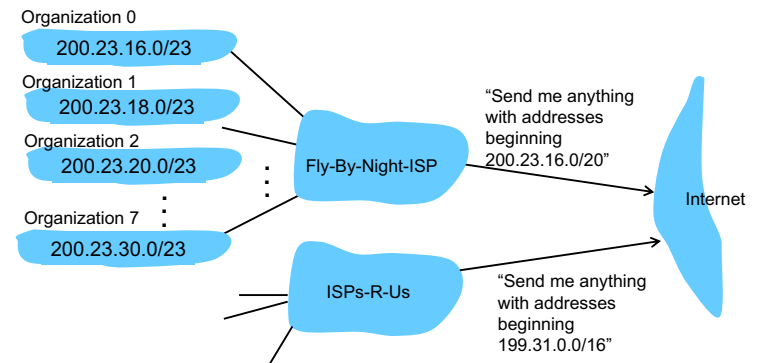 Organization 0
200.23.16.0/23
Organization 1
200.23.18.0/23
Organization 2
200.23.20.0/23
Organization 7
200.23.30.0/23
Fly-By-Night-ISP
“Send me anything
with addresses
beginning
200.23.16.0/20”
Internet
ISPs-R-Us
“Send me anything
with addresses
beginning
199.31.0.0/16”